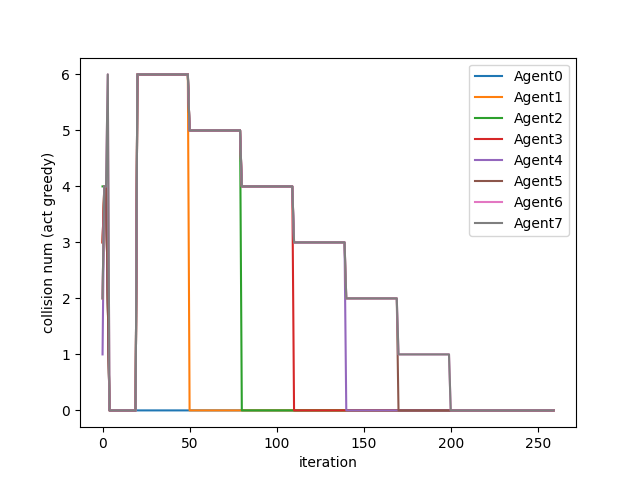 collision num (act greedy)
6
5
4
3
2
1
0
Agent0
Agent1
Agent2
Agent3
Agent4
Agent5
Agent6
Agent7
0 50 100 150 200 250
iteration